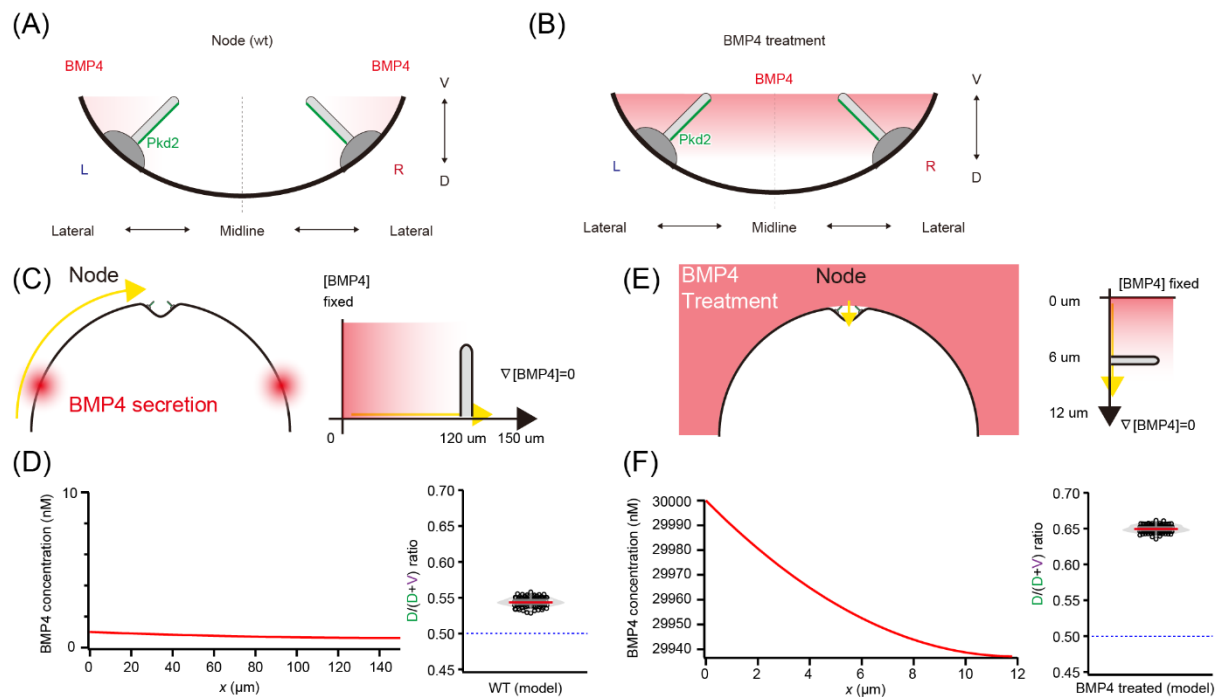 (A)
Node (wt)
BMP4
BMP4
Pkd2
L
R
V
D
Lateral
Midline
Lateral
(B)
BMP treatment
BMP4
Pkd2
L
R
V
D
Lateral
Midline
Lateral
(C)
Node
BMP4 secretion
[BMP4]
fixed
∇[BMP4]=0
0
120 um
150 um
(E)
BMP4
Treatment
Node
[BMP4] fixed
0 um
6 um
12 um
∇[BMP4]=0
(D)
BMP4 concentration (nM)
10
0
0 20 40 60 80 100 120 140
x (µm)
D/(D+V) ratio
0.70
0.65
0.60
0.55
0.50
0.45
WT (model)
(F)
BMP4 concentration (nM)
30000
29990
29980
29970
29960
29950
29940
0 2 4 6 8 10 12
x (µm)
D/(D+V) ratio
0.70
0.65
0.60
0.55
0.50
0.45
BMP4 treated (model)